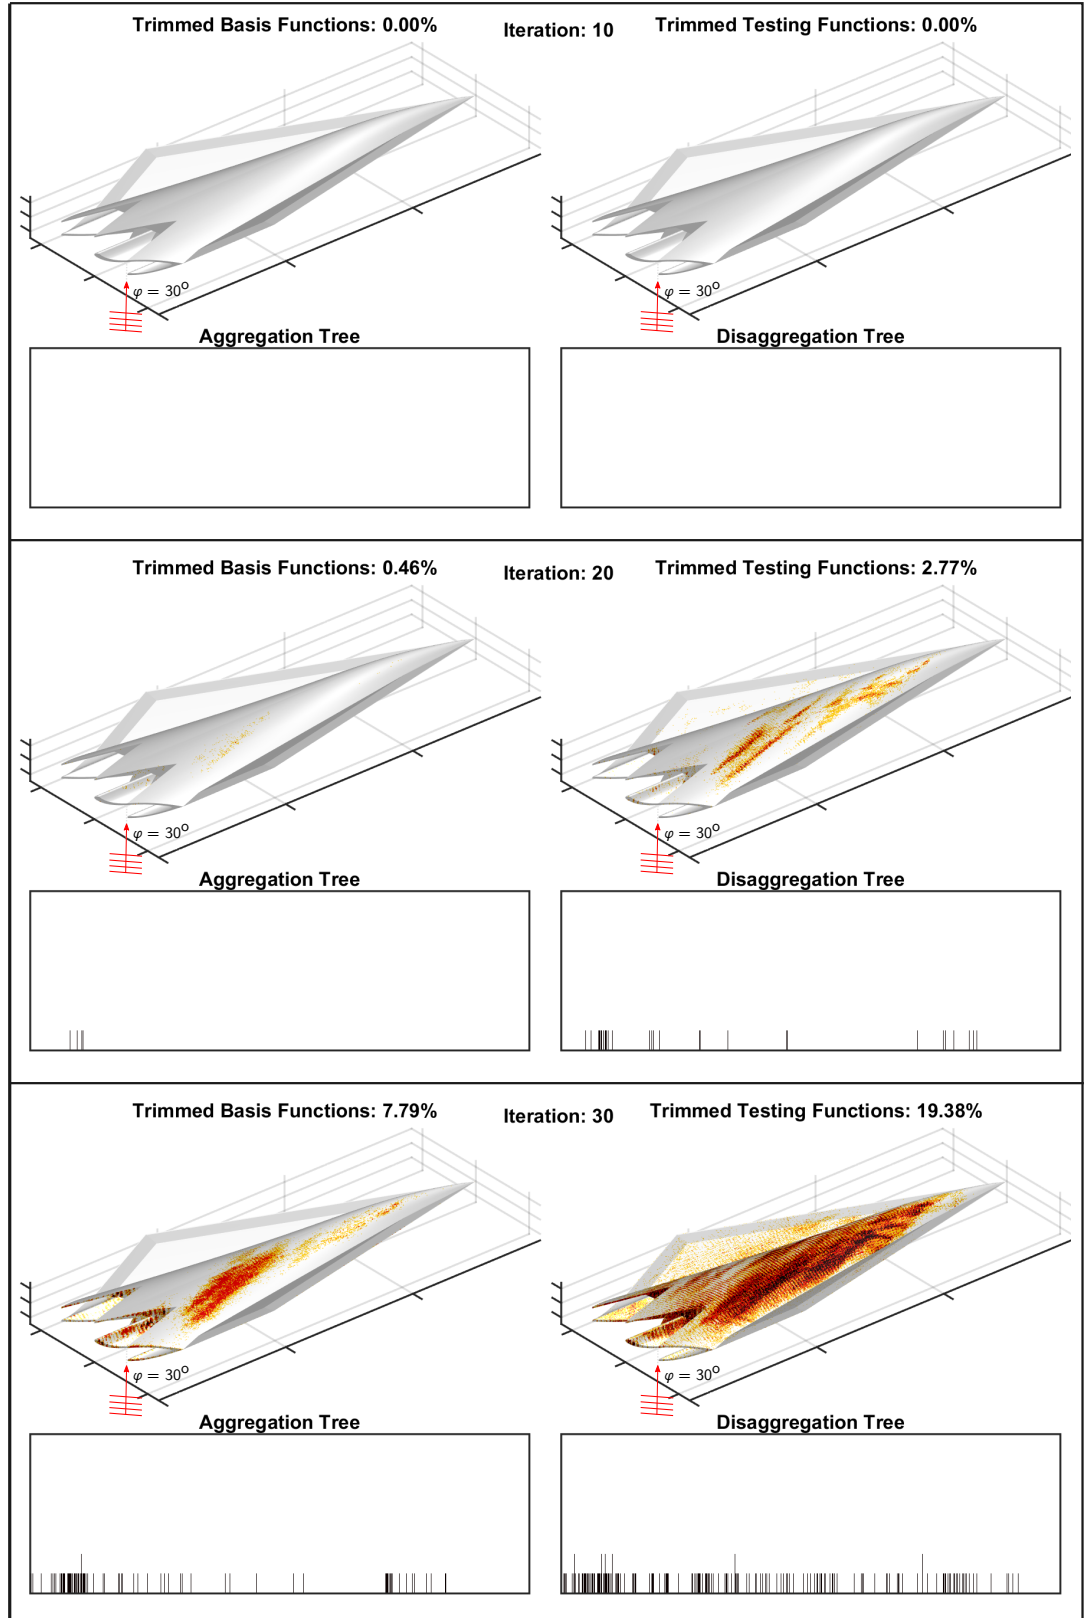 Trimmed Basis Functions: 0.00%
Iteration: 10
Trimmed Testing Functions: 0.00%
φ = 30°
φ = 30°
Aggregation Tree
Disaggregation Tree
Trimmed Basis Functions: 0.46%
Iteration: 20
Trimmed Testing Functions: 2.77%
φ = 30°
φ = 30°
Aggregation Tree
Disaggregation Tree
Trimmed Basis Functions: 7.79%
Iteration: 30
Trimmed Testing Functions: 19.38%
φ = 30°
φ = 30°
Aggregation Tree
Disaggregation Tree